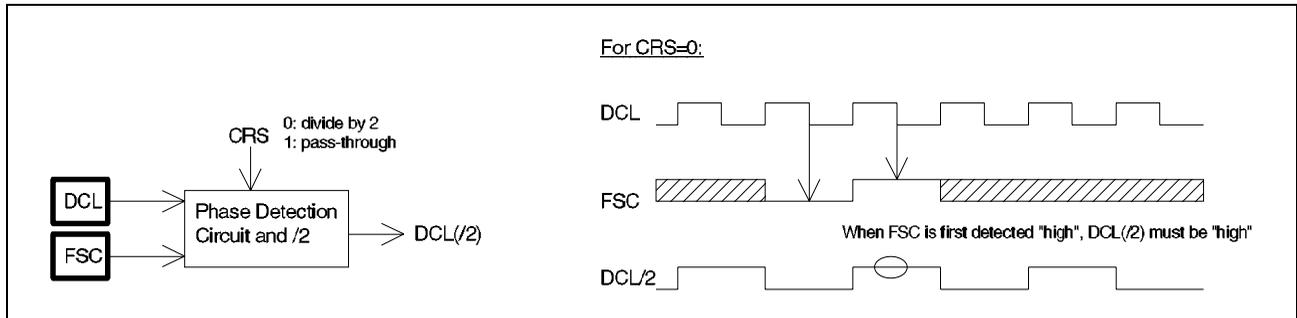 For CRS=0:
DCL
CRS
0: divide by 2
1: pass-through
DCL
FSC
Phase Detection
Circuit and /2
DCL(/2)
FSC
When FSC is first detected "high", DCL(/2) must be "high"
DCL/2